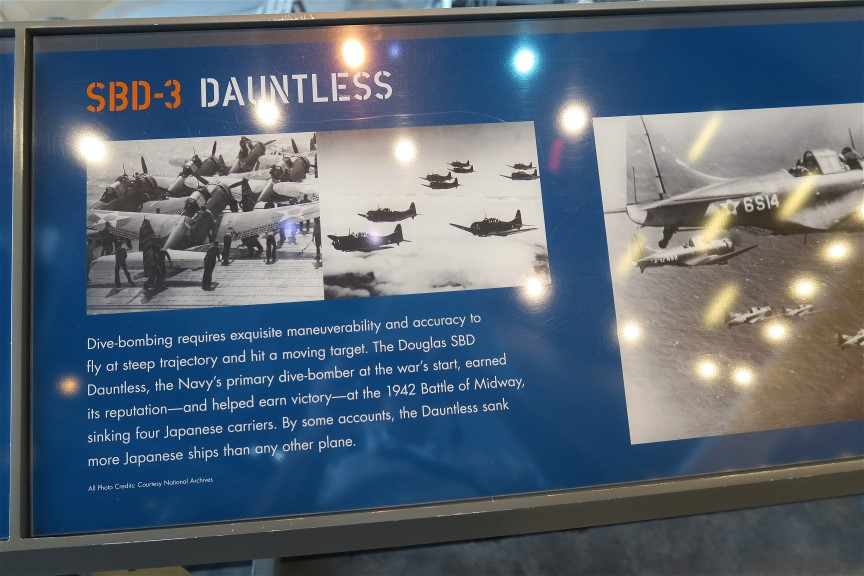 SBD-3 DAUNTLESS
6S14
Dive-bombing requires exquisite maneuverability and accuracy to
fly at steep trajectory and hit a moving target. The Douglas SBD
Dauntless, the Navy's primary dive-bomber at the war's start, earned
its reputation—and helped earn victory—at the 1942 Battle of Midway,
sinking four Japanese carriers. By some accounts, the Dauntless sank
more Japanese ships than any other plane.
All Photo Credits: Courtesy National Archives